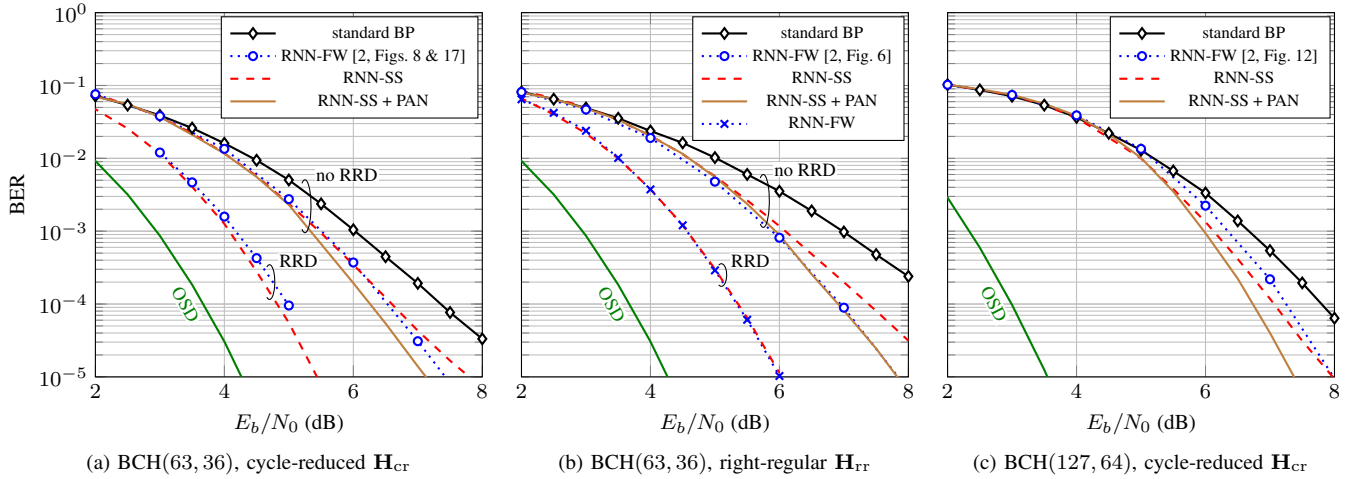 BER
10^0
10^{-1}
10^{-2}
10^{-3}
10^{-4}
10^{-5}
standard BP
RNN-FW [2, Figs. 8 & 17]
RNN-SS
RNN-SS + PAN
no RRD
RRD
OSD
2 4 6 8
E_b/N_0 (dB)
(a) BCH(63, 36), cycle-reduced H_cr
standard BP
RNN-FW [2, Fig. 6]
RNN-SS
RNN-SS + PAN
RNN-FW
no RRD
RRD
OSD
2 4 6 8
E_b/N_0 (dB)
(b) BCH(63, 36), right-regular H_rr
standard BP
RNN-FW [2, Fig. 12]
RNN-SS
RNN-SS + PAN
OSD
2 4 6 8
E_b/N_0 (dB)
(c) BCH(127, 64), cycle-reduced H_cr